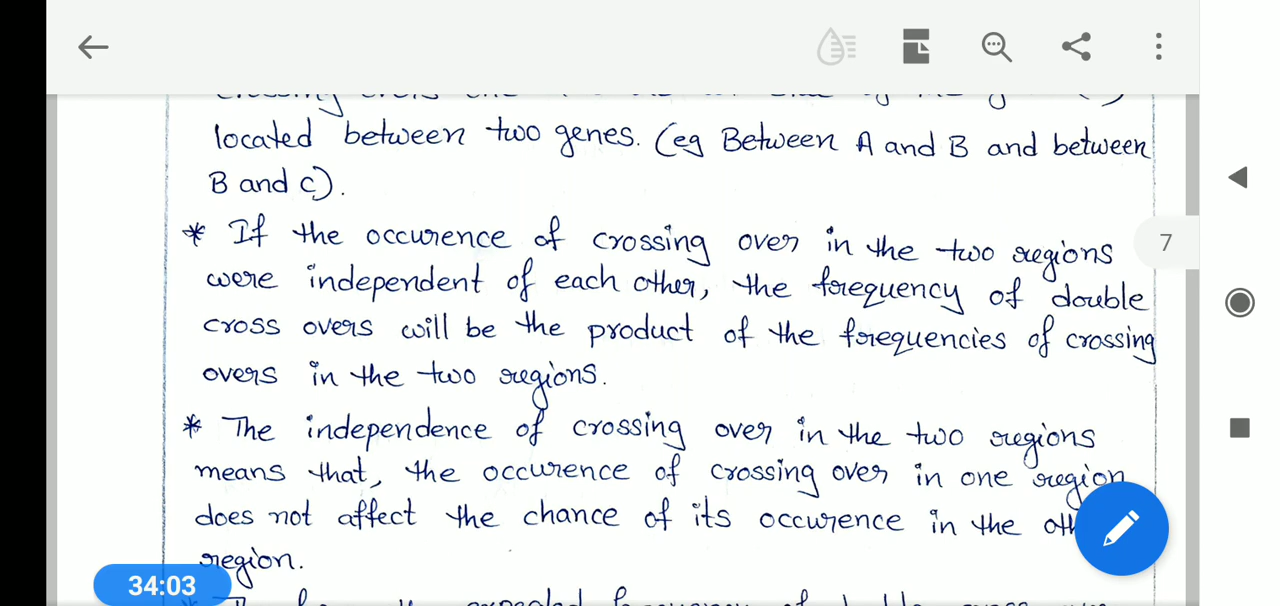 located between two genes. (eg Between A and B and between
B and C).
* If the occurence of crossing over in the two regions
were independent of each other, the frequency of double
cross overs will be the product of the frequencies of crossing
overs in the two regions.
* The independence of crossing over in the two regions
means that, the occurence of crossing over in one region
does not affect the chance of its occurence in the
region.
7
34:03